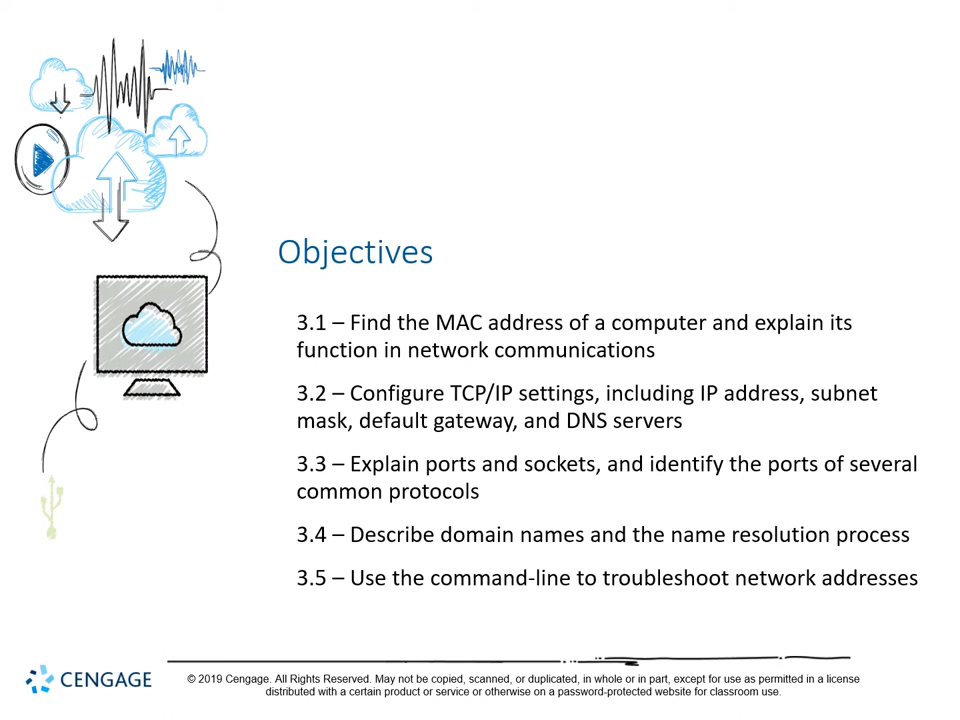 Objectives
3.1 – Find the MAC address of a computer and explain its
function in network communications
3.2 – Configure TCP/IP settings, including IP address, subnet
mask, default gateway, and DNS servers
3.3 – Explain ports and sockets, and identify the ports of several
common protocols
3.4 – Describe domain names and the name resolution process
3.5 – Use the command-line to troubleshoot network addresses
CENGAGE
© 2019 Cengage. All Rights Reserved. May not be copied, scanned, or duplicated, in whole or in part, except for use as permitted in a license
distributed with a certain product or service or otherwise on a password-protected website for classroom use.